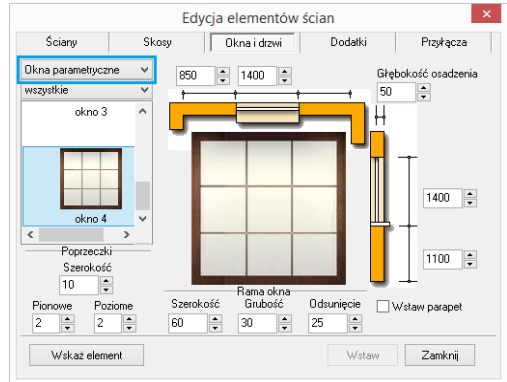 Edycja elementów ścian
Ściany Skosy Okna i drzwi Dodatki Przyłącza
Okna parametryczne
wszystkie
850 1400
Głębokość osadzenia
50
okno 3
okno 4
1400
1100
Poprzeczki
Szerokość
10
Pionowe Poziome
2 2
Rama okna
Szerokość Grubość Odsunięcie
60 30 25
Wstaw parapet
Wskaż element Wstaw Zamknij